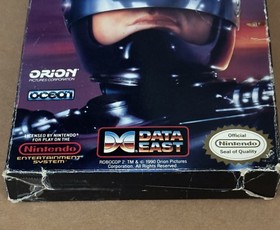 ORION
PICTURES CORPORATION
OCEAN
LICENSED BY NINTENDO®
FOR PLAY ON THE
Nintendo®
ENTERTAINMENT
SYSTEM®
DATA
EAST
ROBOCOP 2: TM & © 1990 Orion Pictures
Corporation. All Rights Reserved.
Official
Nintendo®
Seal of Quality